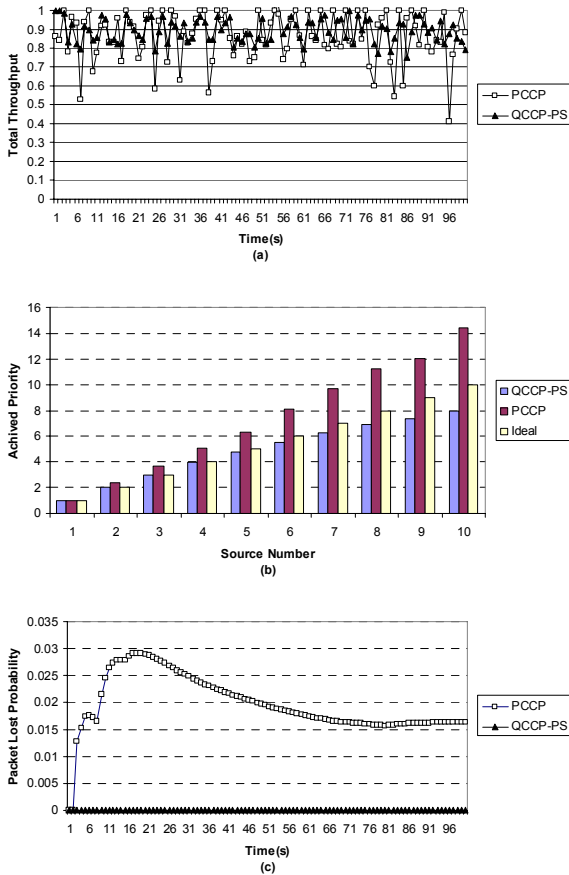 1
0.9
0.8
0.7
0.6
0.5
0.4
0.3
0.2
0.1
0
Total Throughput
1 6 11 16 21 26 31 36 41 46 51 56 61 66 71 76 81 86 91 96
Time(s)
(a)
PCCP
QCCP-PS
16
14
12
10
8
6
4
2
0
Achived Priority
1 2 3 4 5 6 7 8 9 10
Source Number
(b)
QCCP-PS
PCCP
Ideal
0.035
0.03
0.025
0.02
0.015
0.01
0.005
0
Packet Lost Probability
1 6 11 16 21 26 31 36 41 46 51 56 61 66 71 76 81 86 91 96
Time(s)
(c)
PCCP
QCCP-PS